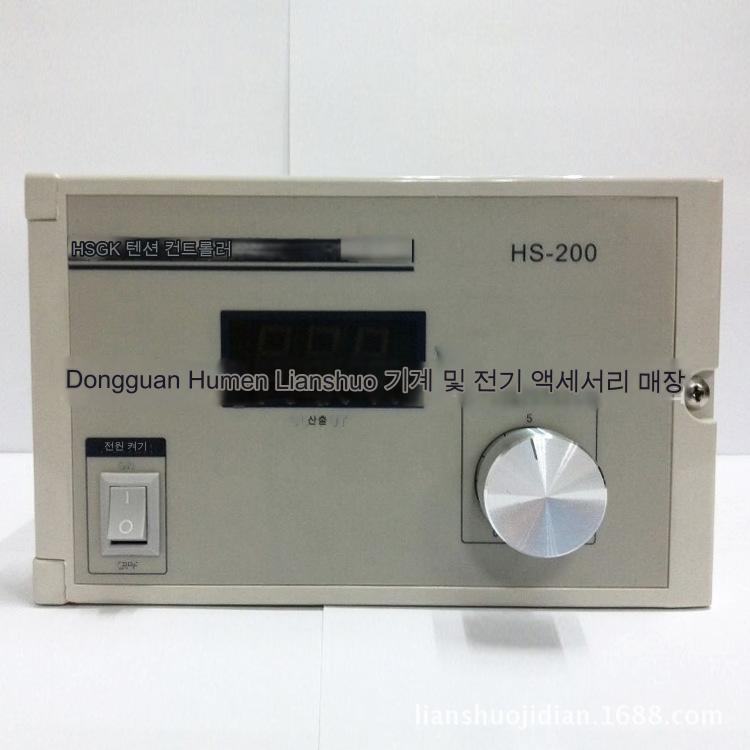 HSGK 텐션 컨트롤러
HS-200
Dongguan Humen Lianshuo 기계 및 전기 액세서리 매장
산출
5
전원 켜기
lianshuojidian.1688.com